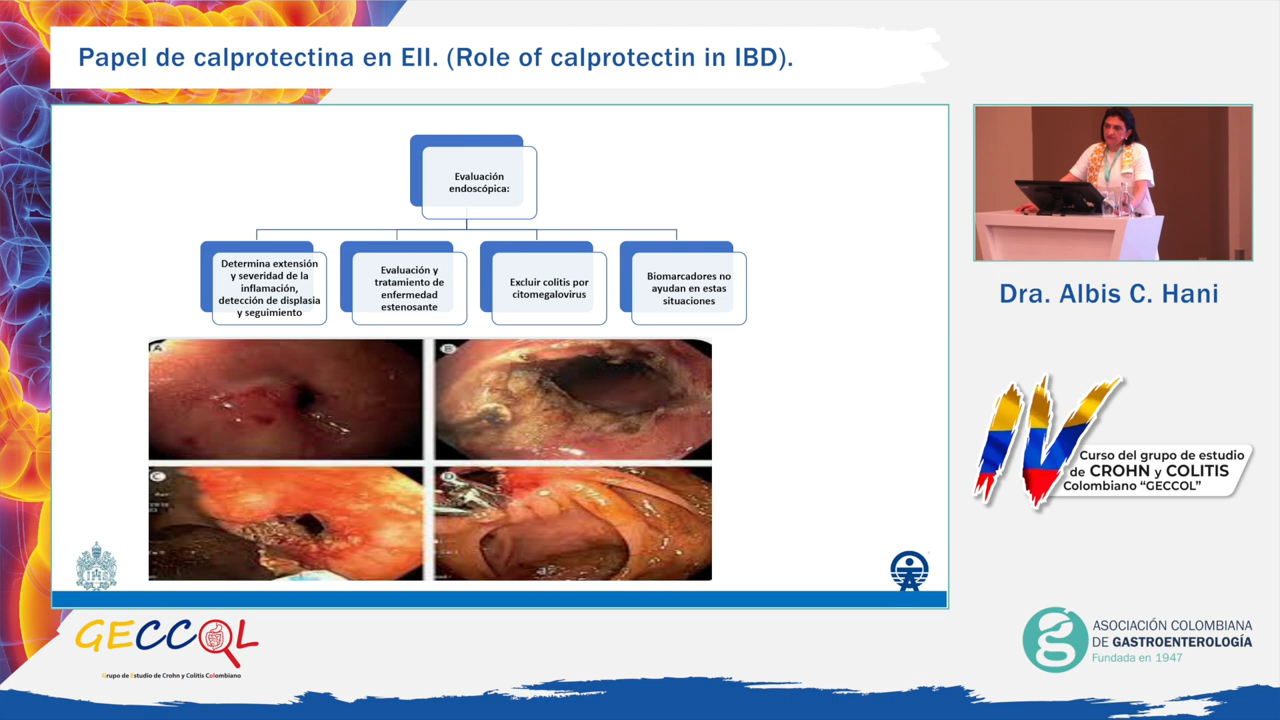 Papel de calprotectina en EII. (Role of calprotectin in IBD).
Evaluación
endoscópica:
Determina extensión
y severidad de la
inflamación,
detección de displasia
y seguimiento
Evaluación y
tratamiento de
enfermedad
estenosante
Excluir colitis por
citomegalovirus
Biomarcadores no
ayudan en estas
situaciones
A
B
C
D
Dra. Albis C. Hani
IV
Curso del grupo de estudio
de CROHN y COLITIS
Colombiano “GECCOL”
GECCOL
Grupo de Estudio de Crohn y Colitis Colombiano
ASOCIACIÓN COLOMBIANA
DE GASTROENTEROLOGÍA
Fundada en 1947